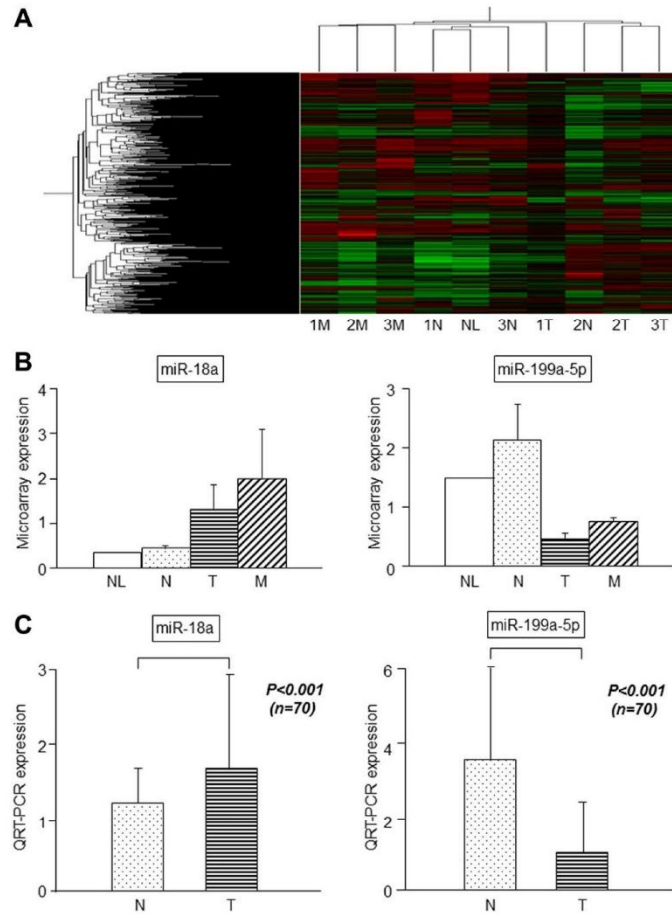 A
1M 2M 3M 1N NL 3N 1T 2N 2T 3T
B
miR-18a
Microarray expression
4
3
2
1
0
NL N T M
miR-199a-5p
Microarray expression
3
2
1
0
NL N T M
C
miR-18a
QRT-PCR expression
3
2
1
0
P<0.001
(n=70)
N T
miR-199a-5p
QRT-PCR expression
6
4
2
0
P<0.001
(n=70)
N T